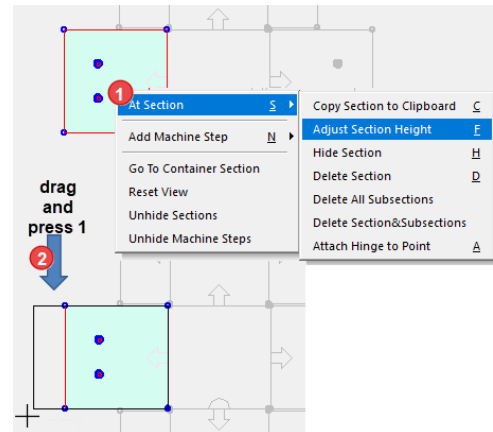 1
At Section S
Add Machine Step N
Go To Container Section
Reset View
Unhide Sections
Unhide Machine Steps
Copy Section to Clipboard C
Adjust Section Height F
Hide Section H
Delete Section D
Delete All Subsections
Delete Section&Subsections
Attach Hinge to Point A
drag
and
press 1
2